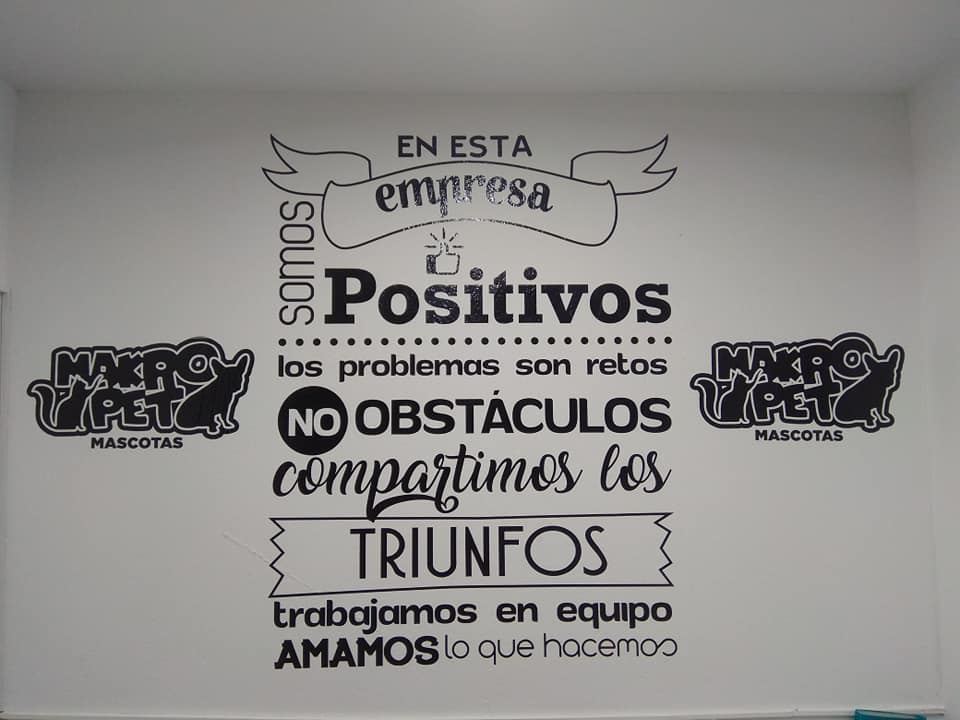 EN ESTA
empresa
SOMOS
Positivos
los problemas son retos
NO OBSTÁCULOS
compartimos los
TRIUNFOS
trabajamos en equipo
AMAMOS lo que hacemos
MAKRO
PET
MASCOTAS
MAKRO
PET
MASCOTAS